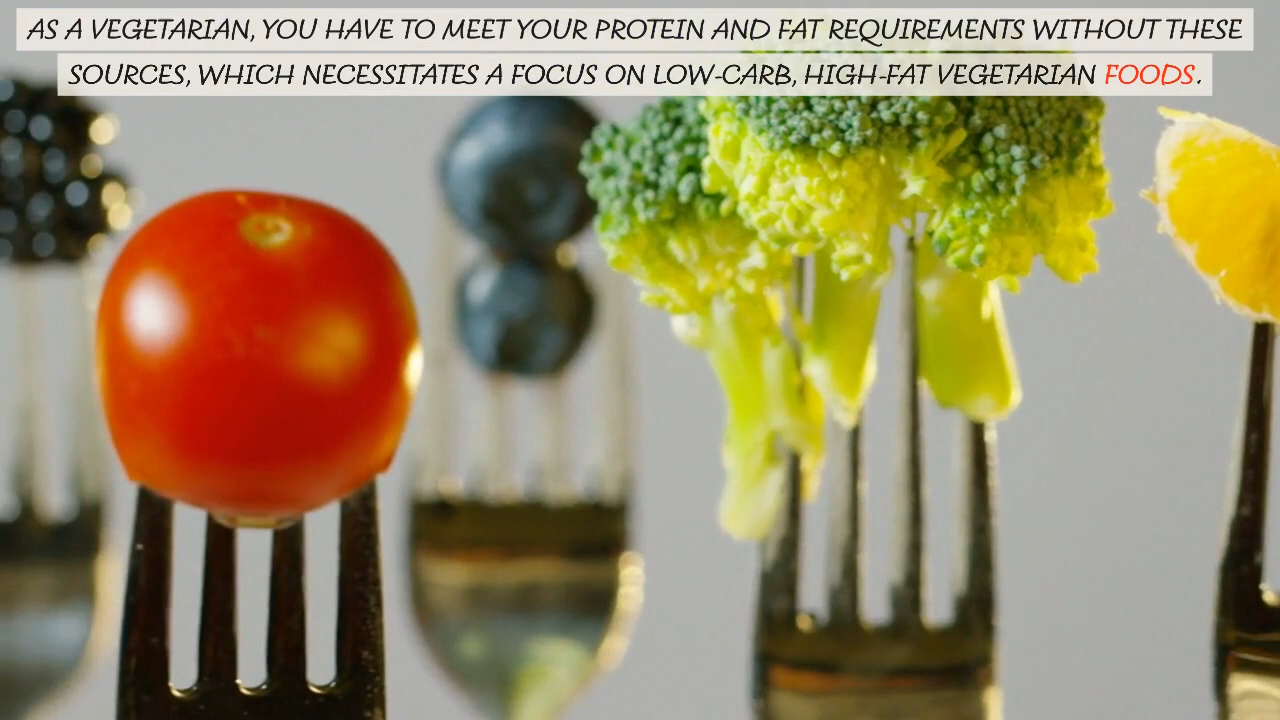 AS A VEGETARIAN, YOU HAVE TO MEET YOUR PROTEIN AND FAT REQUIREMENTS WITHOUT THESE
SOURCES, WHICH NECESSITATES A FOCUS ON LOW-CARB, HIGH-FAT VEGETARIAN FOODS.